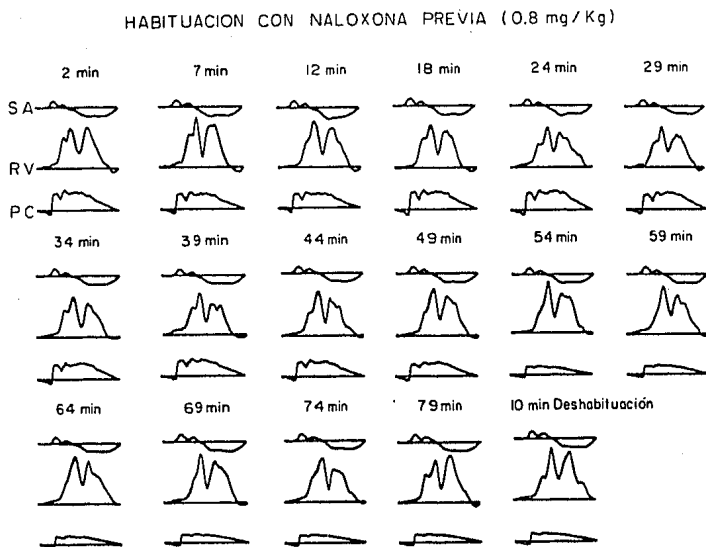 HABITUACION CON NALOXONA PREVIA (0.8 mg/Kg)
2 min 7 min 12 min 18 min 24 min 29 min
SA
RV
PC
34 min 39 min 44 min 49 min 54 min 59 min
64 min 69 min 74 min 79 min 10 min Deshabituación